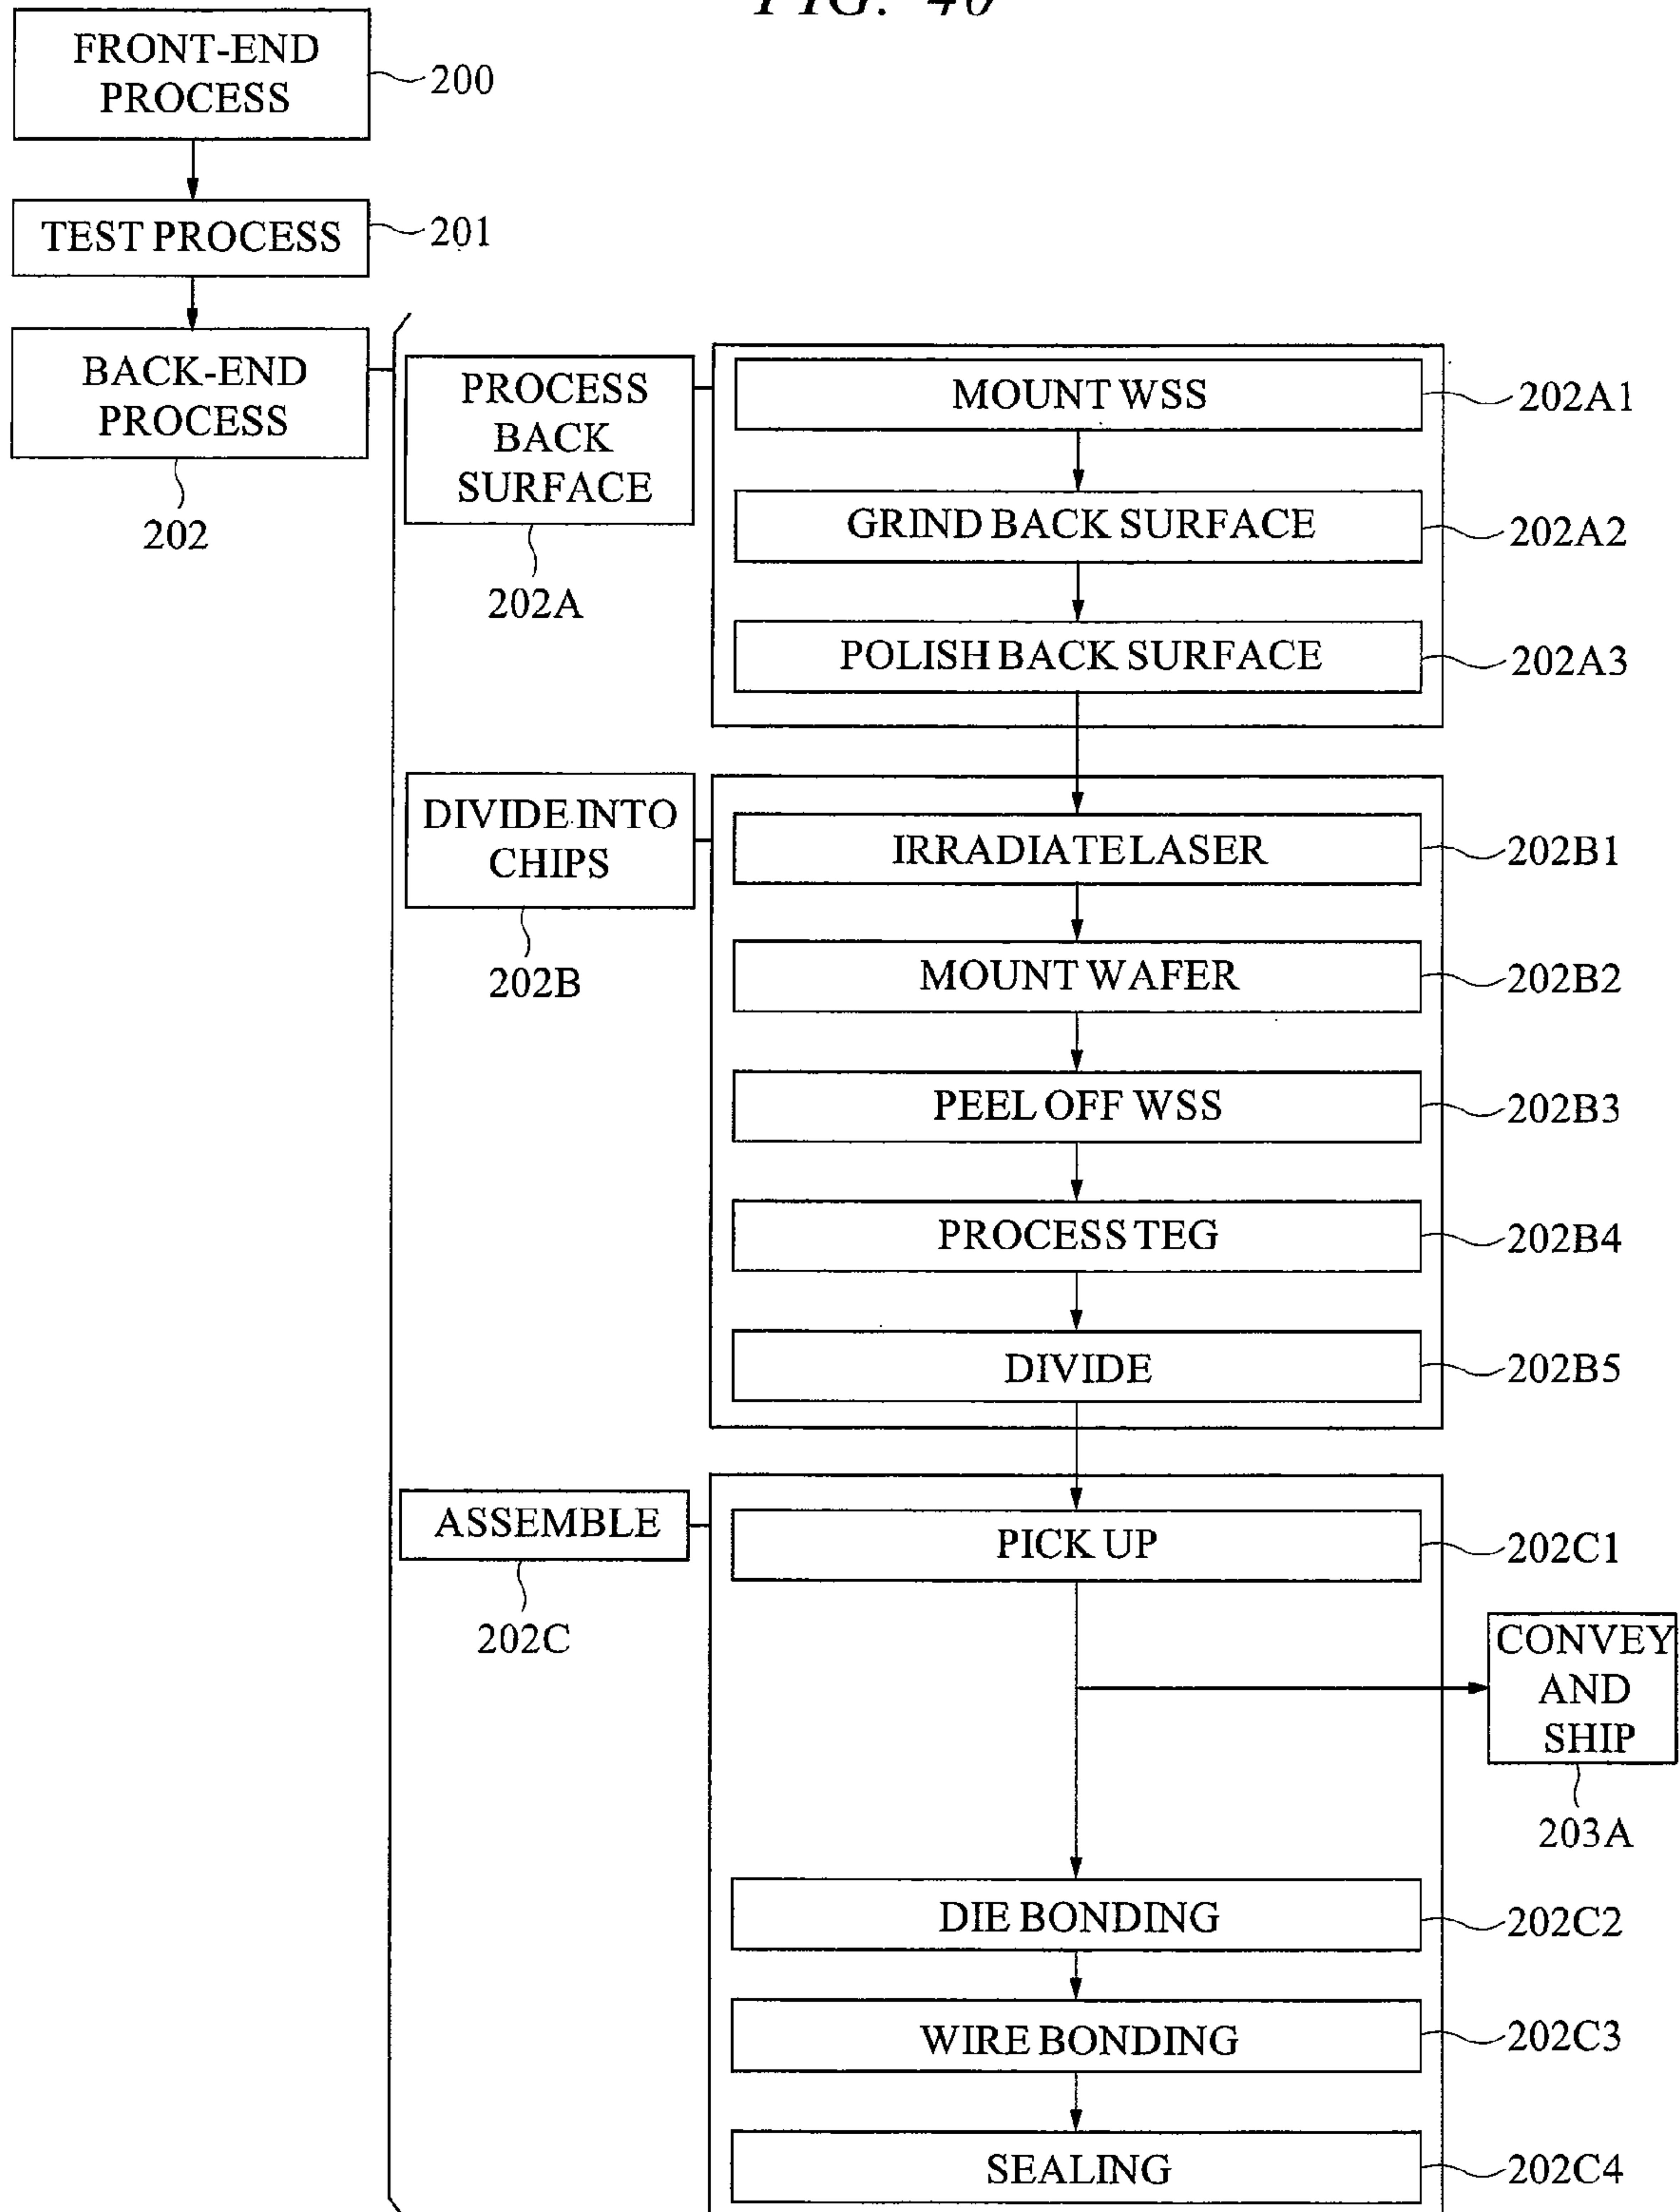 FIG. 40
FRONT-END
PROCESS
200
TEST PROCESS
201
BACK-END
PROCESS
202
PROCESS
BACK
SURFACE
202A
MOUNT WSS
202A1
GRIND BACK SURFACE
202A2
POLISH BACK SURFACE
202A3
DIVIDE INTO
CHIPS
202B
IRRADIATE LASER
202B1
MOUNT WAFER
202B2
PEEL OFF WSS
202B3
PROCESS TEG
202B4
DIVIDE
202B5
ASSEMBLE
202C
PICK UP
202C1
CONVEY
AND
SHIP
203A
DIE BONDING
202C2
WIRE BONDING
202C3
SEALING
202C4